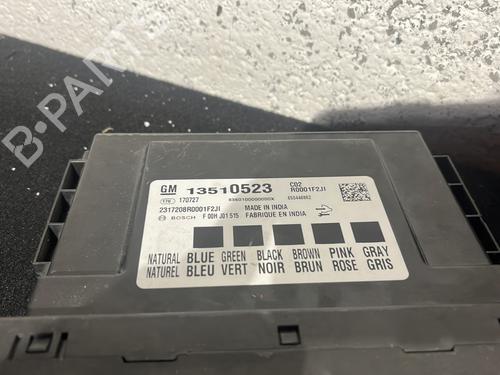 B-PARTS
GM 13510523 C02
R0001F2JI
170727
2317208R0001F2JI MADE IN INDIA
BOSCH F 00H J01 515 FABRIQUE EN INDIA
NATURAL BLUE GREEN BLACK BROWN PINK GRAY
NATUREL BLEU VERT NOIR BRUN ROSE GRIS